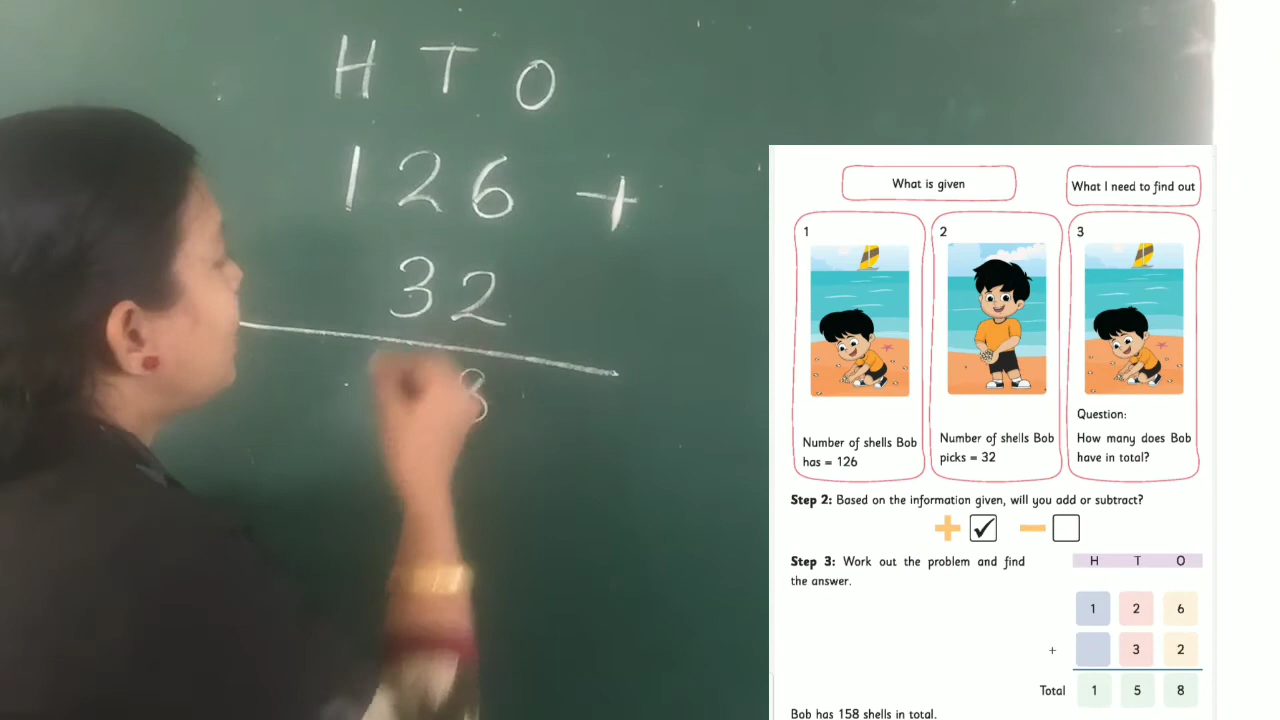 H T O
126 +
32
8
What is given
What I need to find out
1
2
3
Number of shells Bob
has = 126
Number of shells Bob
picks = 32
Question:
How many does Bob
have in total?
Step 2: Based on the information given, will you add or subtract?
+ ✓ −
Step 3: Work out the problem and find
the answer.
H T O
1 2 6
+ 3 2
Total 1 5 8
Bob has 158 shells in total.